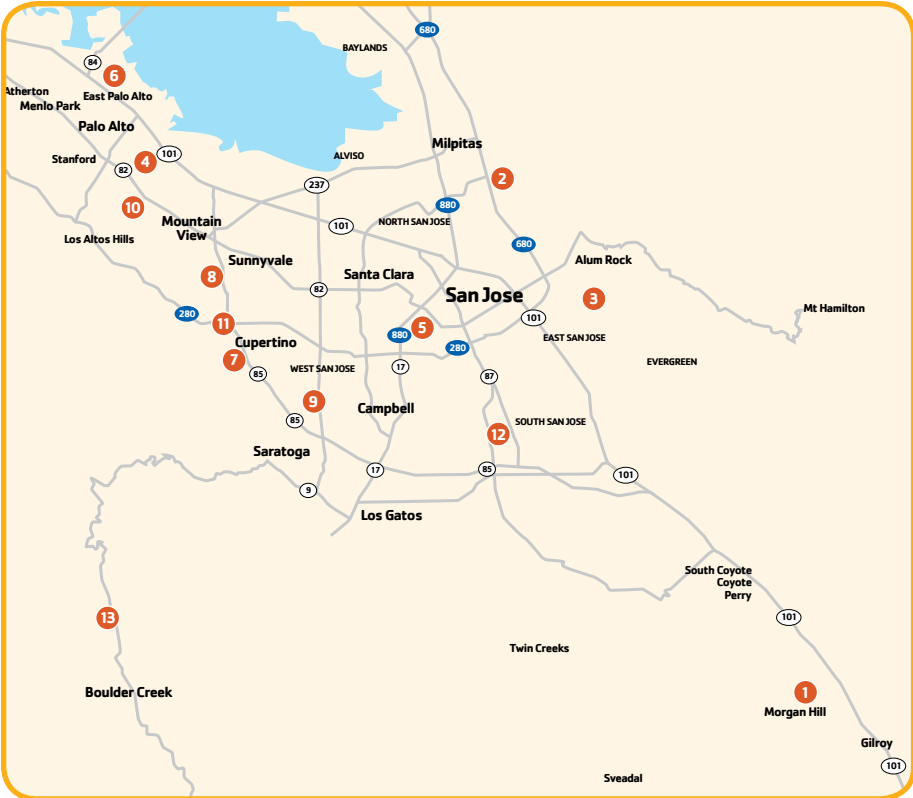 680
BAYLANDS
84
6
East Palo Alto
Atherton
Menlo Park
Palo Alto
Stanford
82
4
101
ALVISO
Milpitas
2
237
10
880
Mountain
View
101
NORTH SAN JOSE
Los Altos Hills
680
Sunnyvale
Alum Rock
8
Santa Clara
82
San Jose
3
Mt Hamilton
280
11
101
5
880
Cupertino
280
EAST SAN JOSE
7
85
WEST SAN JOSE
17
87
EVERGREEN
9
Campbell
85
SOUTH SAN JOSE
12
Saratoga
17
85
101
9
Los Gatos
South Coyote
Coyote
Perry
13
101
Twin Creeks
Boulder Creek
1
Morgan Hill
Gilroy
101
Sveadal